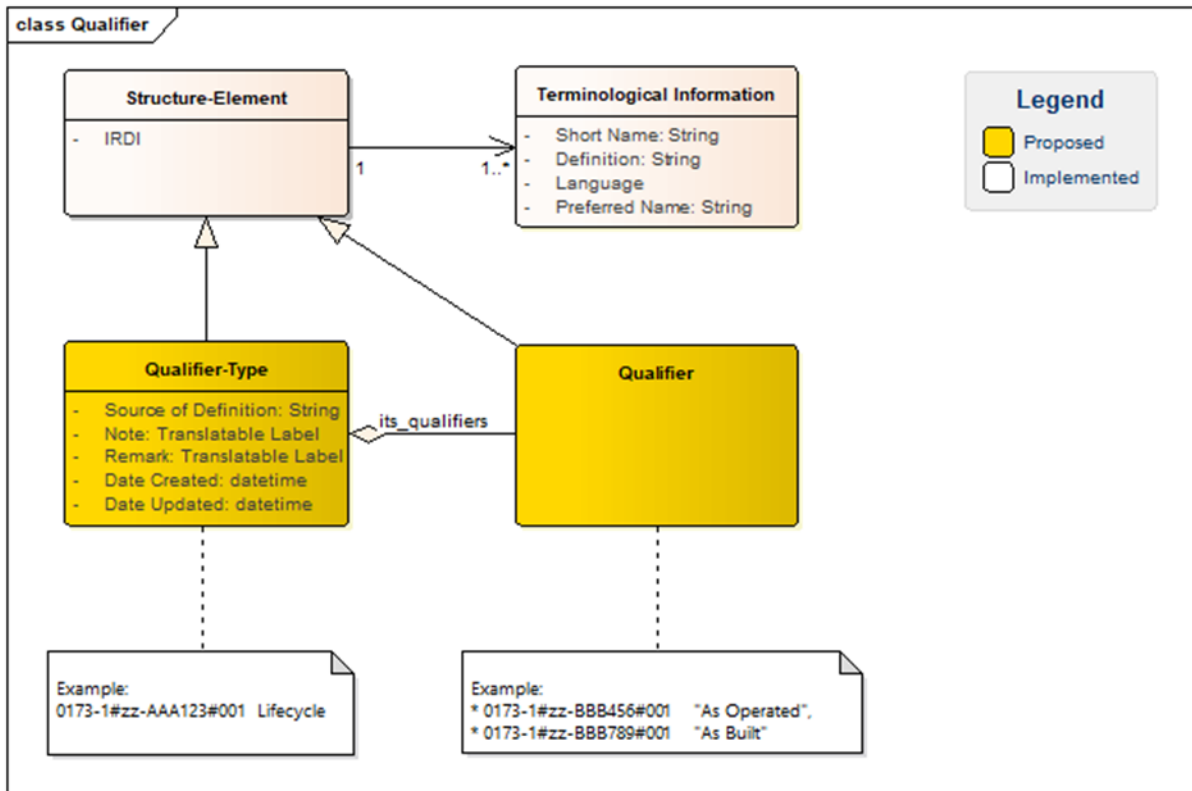 class Qualifier
Structure-Element
- IRDI
1
1..*
Terminological Information
- Short Name: String
- Definition: String
- Language
- Preferred Name: String
Legend
Proposed
Implemented
Qualifier-Type
- Source of Definition: String
- Note: Translatable Label
- Remark: Translatable Label
- Date Created: datetime
- Date Updated: datetime
its_qualifiers
Qualifier
Example:
0173-1#zz-AAA123#001 Lifecycle
Example:
* 0173-1#zz-BBB456#001 "As Operated",
* 0173-1#zz-BBB789#001 "As Built"